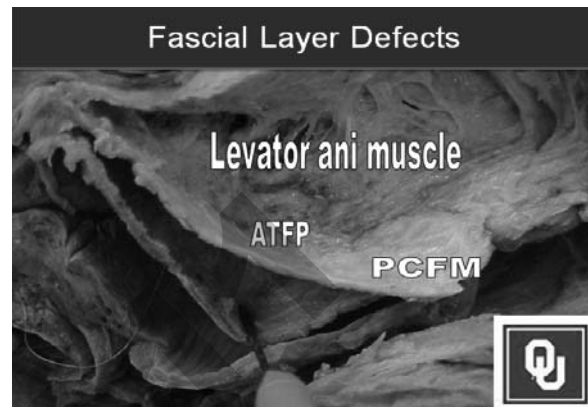 Fascial Layer Defects
Levator ani muscle
ATFP
PCFM
OU